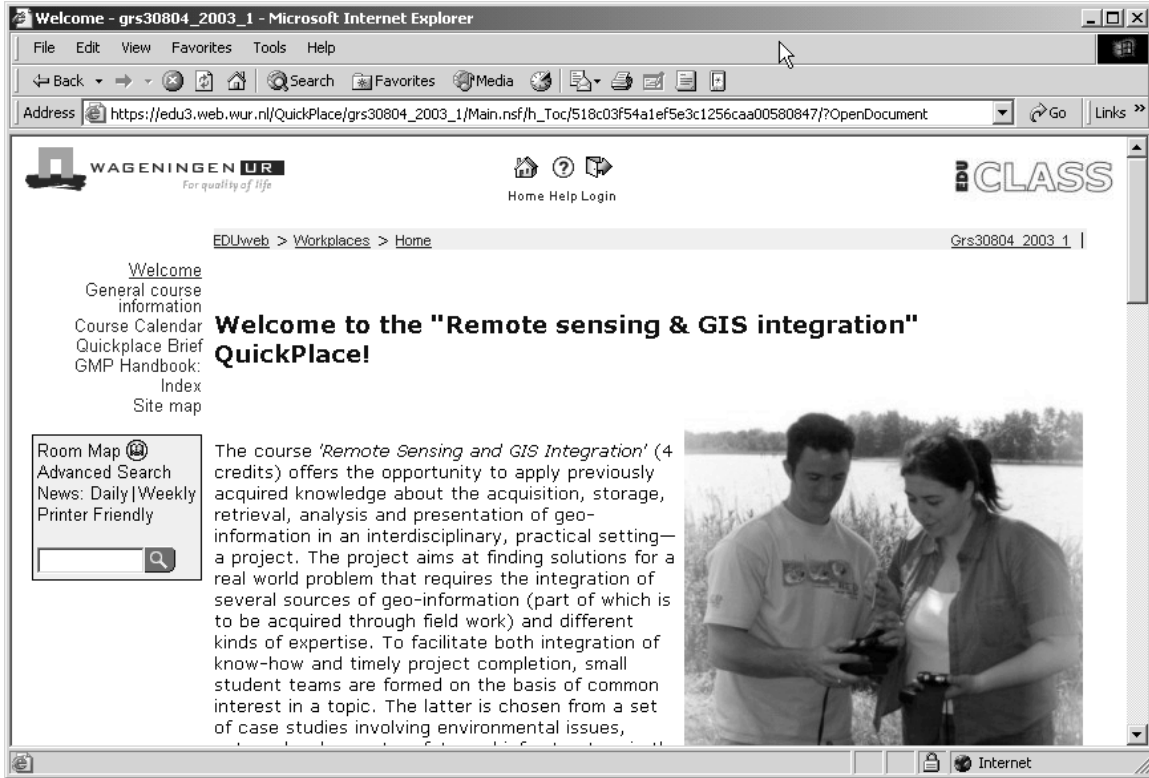 Welcome - grs30804_2003_1 - Microsoft Internet Explorer
File Edit View Favorites Tools Help
Back Search Favorites Media
Address https://edu3.web.wur.nl/QuickPlace/grs30804_2003_1/Main.nsf/h_Toc/518c03f54a1ef5e3c1256caa00580847/?OpenDocument Go Links »
WAGENINGEN UR
For quality of life
Home Help Login
EDU CLASS
EDUweb > Workplaces > Home Grs30804_2003_1 |
Welcome
General course
information
Course Calendar
Quickplace Brief
GMP Handbook:
Index
Site map
Room Map
Advanced Search
News: Daily | Weekly
Printer Friendly
Welcome to the "Remote sensing & GIS integration"
QuickPlace!
The course 'Remote Sensing and GIS Integration' (4
credits) offers the opportunity to apply previously
acquired knowledge about the acquisition, storage,
retrieval, analysis and presentation of geo-
information in an interdisciplinary, practical setting—
a project. The project aims at finding solutions for a
real world problem that requires the integration of
several sources of geo-information (part of which is
to be acquired through field work) and different
kinds of expertise. To facilitate both integration of
know-how and timely project completion, small
student teams are formed on the basis of common
interest in a topic. The latter is chosen from a set
of case studies involving environmental issues,
Internet